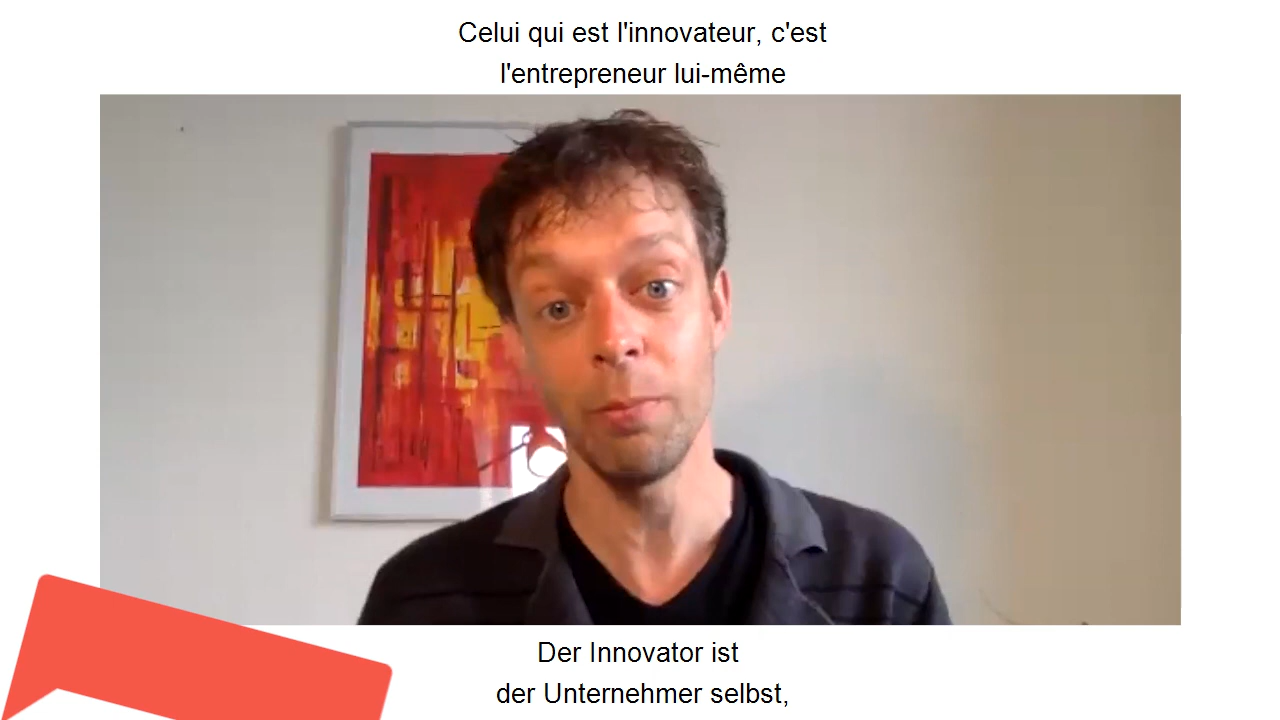 Celui qui est l'innovateur, c'est
l'entrepreneur lui-même
Der Innovator ist
der Unternehmer selbst,